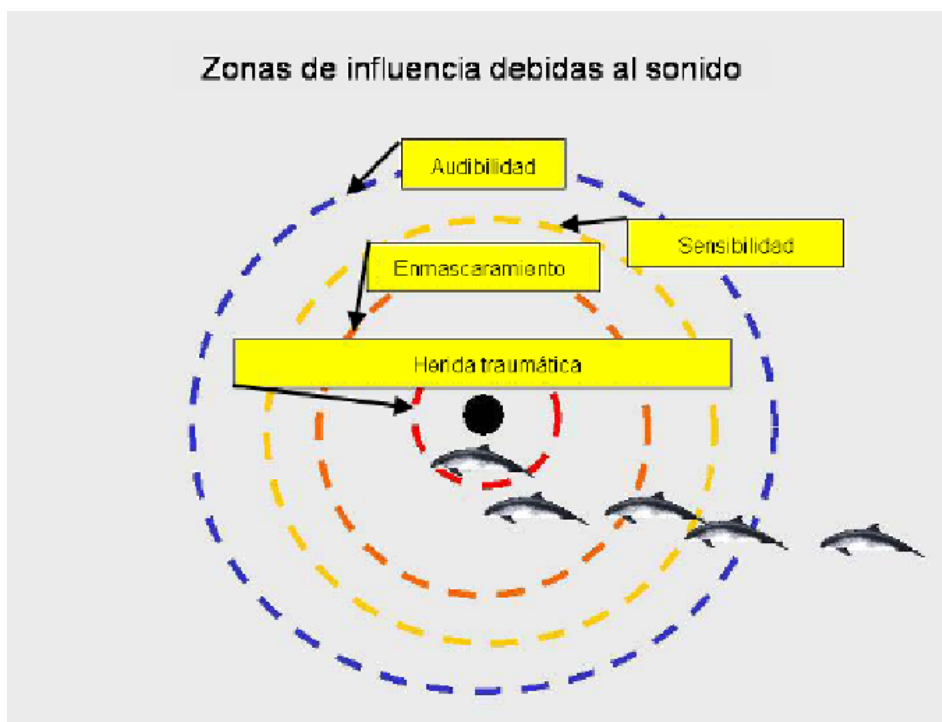 Zonas de influencia debidas al sonido
Audibilidad
Sensibilidad
Enmascaramiento
Herida traumática